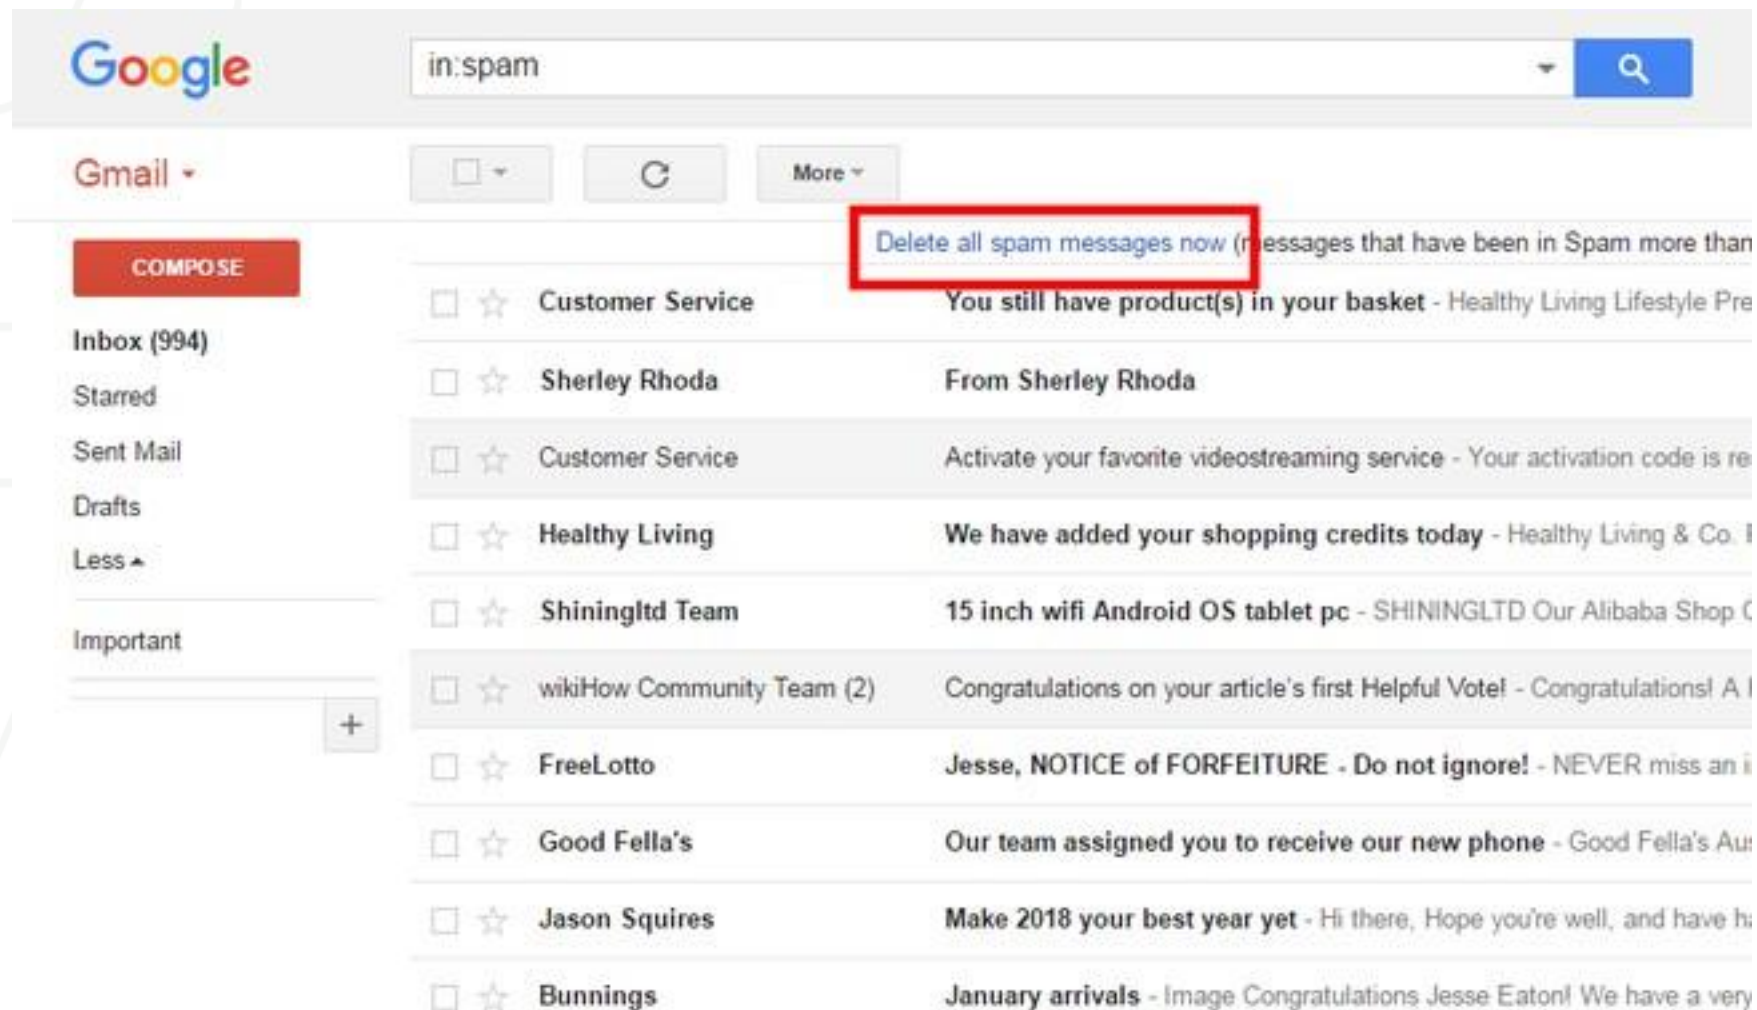 Google
in:spam
Gmail
More
Delete all spam messages now (messages that have been in Spam more than
COMPOSE
Customer Service You still have product(s) in your basket - Healthy Living Lifestyle
Inbox (994)
Sherley Rhoda From Sherley Rhoda
Starred
Sent Mail
Customer Service Activate your favorite videostreaming service - Your activation code is
Drafts
Healthy Living We have added your shopping credits today - Healthy Living & Co.
Less
Shiningltd Team 15 inch wifi Android OS tablet pc - SHININGLTD Our Alibaba Shop
Important
wikiHow Community Team (2) Congratulations on your article's first Helpful Vote! - Congratulations! A
+
FreeLotto Jesse, NOTICE of FORFEITURE - Do not ignore! - NEVER miss an
Good Fella's Our team assigned you to receive our new phone - Good Fella's
Jason Squires Make 2018 your best year yet - Hi there, Hope you're well, and have
Bunnings January arrivals - Image Congratulations Jesse Eaton! We have a very